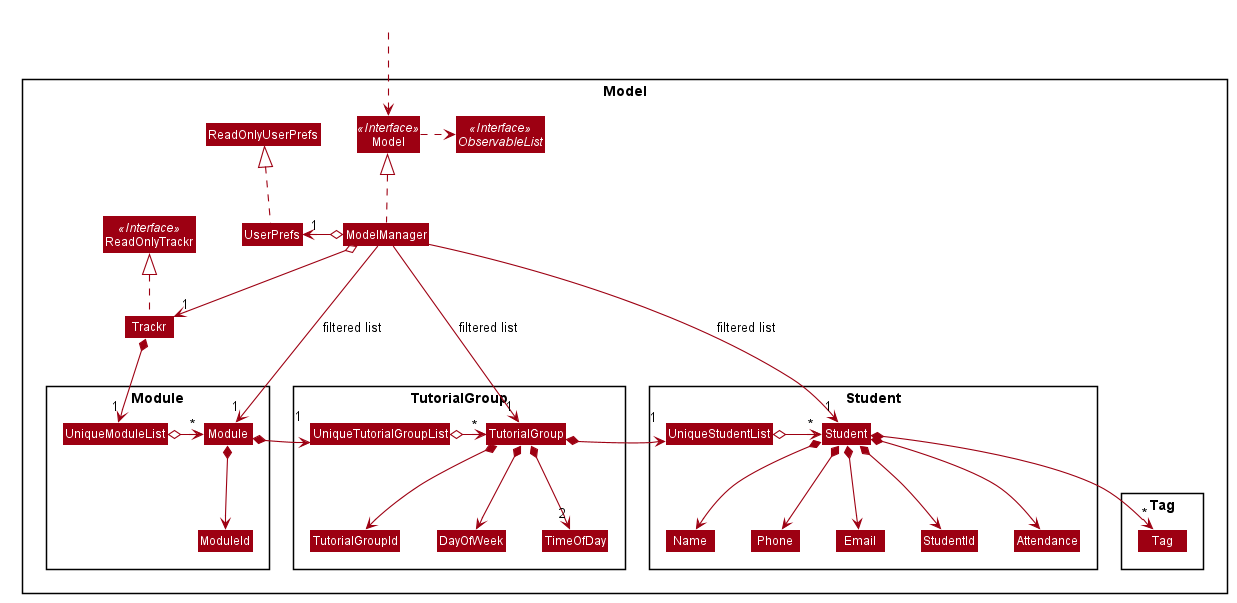 Model
ReadOnlyUserPrefs
«Interface»
Model
«Interface»
ObservableList
«Interface»
ReadOnlyTrackr
UserPrefs
1
ModelManager
1
Trackr
filtered list
filtered list
filtered list
Module
TutorialGroup
Student
1
UniqueModuleList
*
1
Module
1
UniqueTutorialGroupList
*
1
TutorialGroup
1
UniqueStudentList
*
1
Student
Tag
ModuleId
TutorialGroupId
DayOfWeek
2
TimeOfDay
Name
Phone
Email
StudentId
Attendance
*
Tag